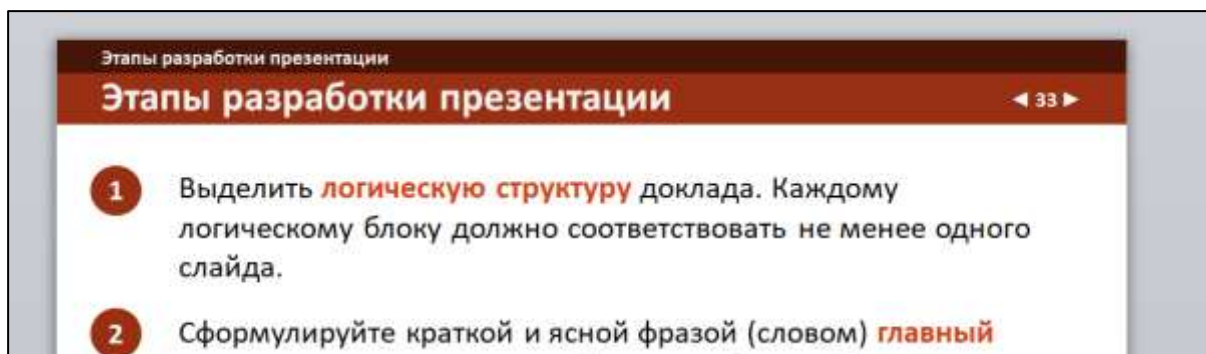 Этапы разработки презентации
Этапы разработки презентации
◄ 33 ►
1 Выделить логическую структуру доклада. Каждому
логическому блоку должно соответствовать не менее одного
слайда.
2 Сформулируйте краткой и ясной фразой (словом) главный